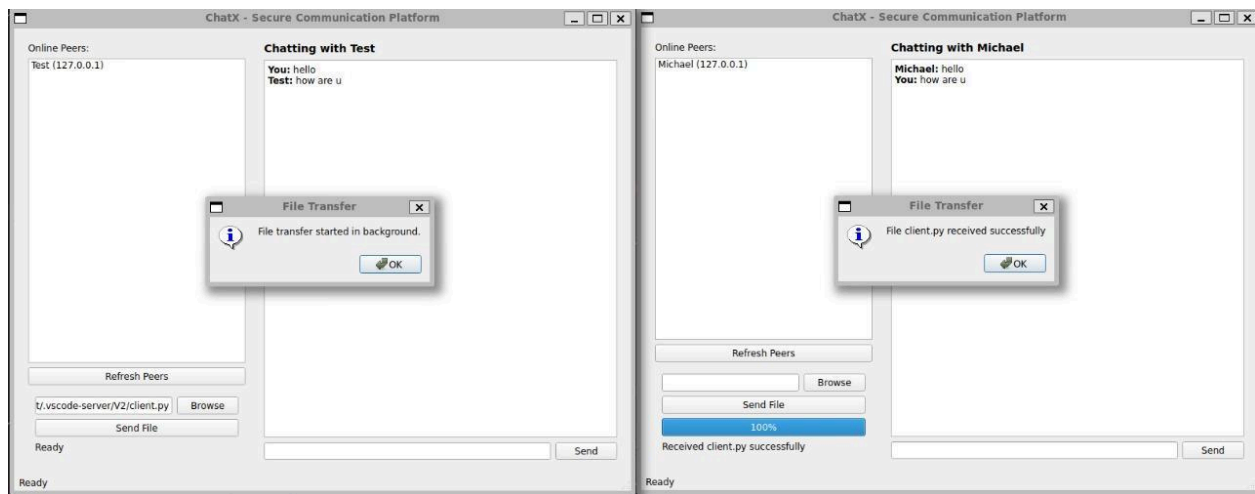 ChatX - Secure Communication Platform
Online Peers:
Test (127.0.0.1)
Chatting with Test
You: hello
Test: how are u
File Transfer
File transfer started in background.
OK
Refresh Peers
t/.vscode-server/V2/client.py
Browse
Send File
Ready
Send
Ready
ChatX - Secure Communication Platform
Online Peers:
Michael (127.0.0.1)
Chatting with Michael
Michael: hello
You: how are u
File Transfer
File client.py received successfully
OK
Refresh Peers
Browse
Send File
100%
Received client.py successfully
Send
Ready